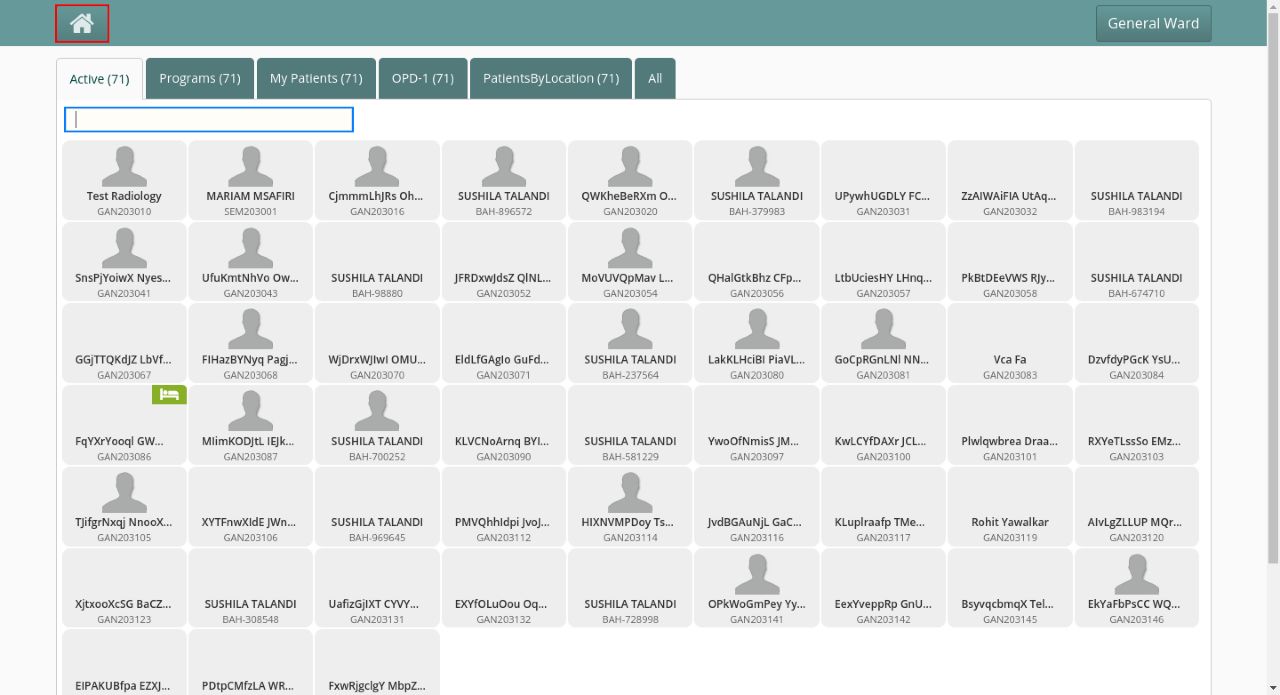 General Ward
Active (71) Programs (71) My Patients (71) OPD-1 (71) PatientsByLocation (71) All
Test Radiology MARIAM MSAFIRI CjmmmLhJRs Oh... SUSHILA TALANDI QWKheBeRXm O... SUSHILA TALANDI UPywhUGDLY FC... ZzAIWAiFIA UtAq... SUSHILA TALANDI
GAN203010 SEM203001 GAN203016 BAH-896572 GAN203020 BAH-379983 GAN203031 GAN203032 BAH-983194
SnsPjYoiwX Nyes... UfuKmtNhVo Ow... SUSHILA TALANDI JFRDxwJdsZ QlNL... MoVUVQpMav L... QHalGtkBhz CFp... LtbUciesHY LHnq... PkBtDEeVWS RJy... SUSHILA TALANDI
GAN203041 GAN203043 BAH-98880 GAN203052 GAN203054 GAN203056 GAN203057 GAN203058 BAH-674710
GGjTTQKdJZ LbVf... FIHazBYNyq Pagj... WjDrxWJIwI OMU... EldLfGAgIo GuFd... SUSHILA TALANDI LakKLHciBI PiaVL... GoCpRGnLNl NN... Vca Fa DzvfdyPGcK YsU...
GAN203067 GAN203068 GAN203070 GAN203071 BAH-237564 GAN203080 GAN203081 GAN203083 GAN203084
FqYXrYooql GW... MIimKODJtL IEJk... SUSHILA TALANDI KLVCNoArnq BYI... SUSHILA TALANDI YwoOfNmisS JM... KwLCYfDAXr JCL... Plwlqwbrea Draa... RXYeTLssSo EMz...
GAN203086 GAN203087 BAH-700252 GAN203090 BAH-581229 GAN203097 GAN203100 GAN203101 GAN203103
TJifgrNxqj NnooX... XYTFnwXIdE JWn... SUSHILA TALANDI PMVQhhIdpi JvoJ... HIXNVMPDoy Ts... JvdBGAuNjL GaC... KLuplraafp TMe... Rohit Yawalkar AIvLgZLLUP MQr...
GAN203105 GAN203106 BAH-969645 GAN203112 GAN203114 GAN203116 GAN203117 GAN203119 GAN203120
XjtxooXcSG BaCZ... SUSHILA TALANDI UafizGjIXT CYVY... EXYfOLuOou Oq... SUSHILA TALANDI OPkWoGmPey Yy... EexYveppRp GnU... BsyvqcbmqX Tel... EkYaFbPsCC WQ...
GAN203123 BAH-308548 GAN203131 GAN203132 BAH-728998 GAN203141 GAN203142 GAN203145 GAN203146
EIPAKUBfpa EZXJ... PDtpCMfzLA WR... FxwRjgclgY MbpZ...